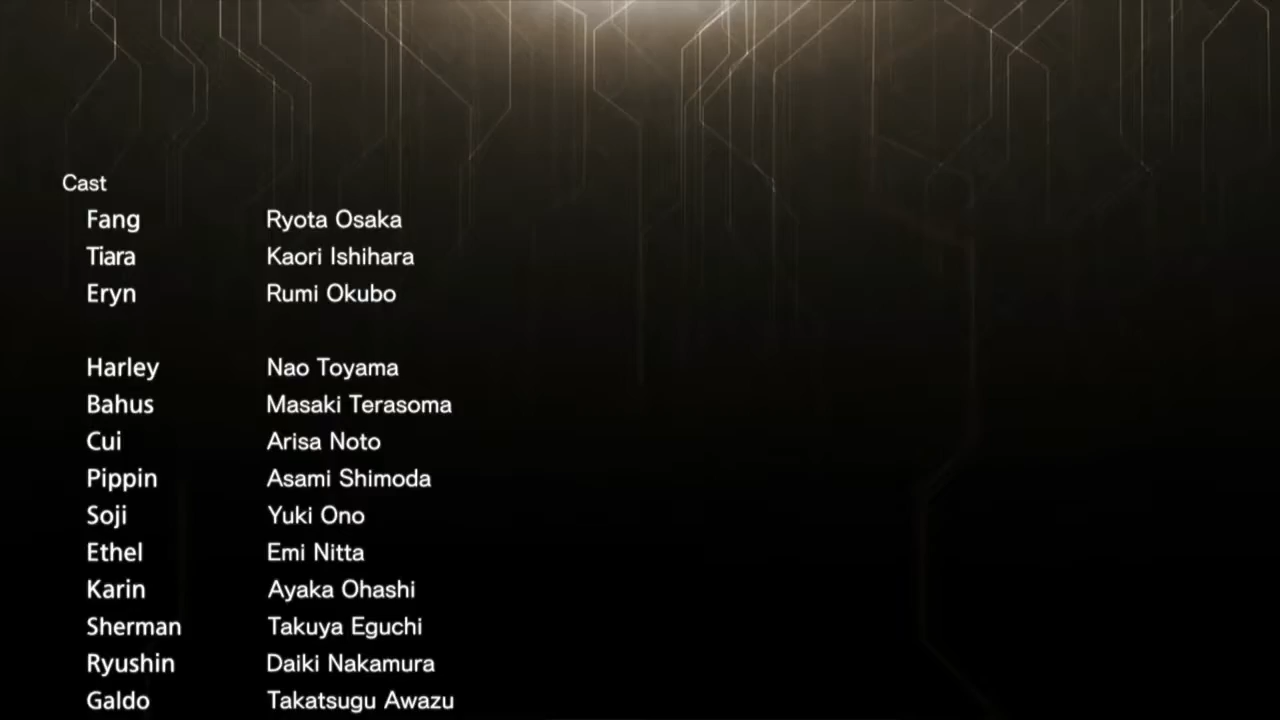 Cast
Fang Ryota Osaka
Tiara Kaori Ishihara
Eryn Rumi Okubo
Harley Nao Toyama
Bahus Masaki Terasoma
Cui Arisa Noto
Pippin Asami Shimoda
Soji Yuki Ono
Ethel Emi Nitta
Karin Ayaka Ohashi
Sherman Takuya Eguchi
Ryushin Daiki Nakamura
Galdo Takatsugu Awazu